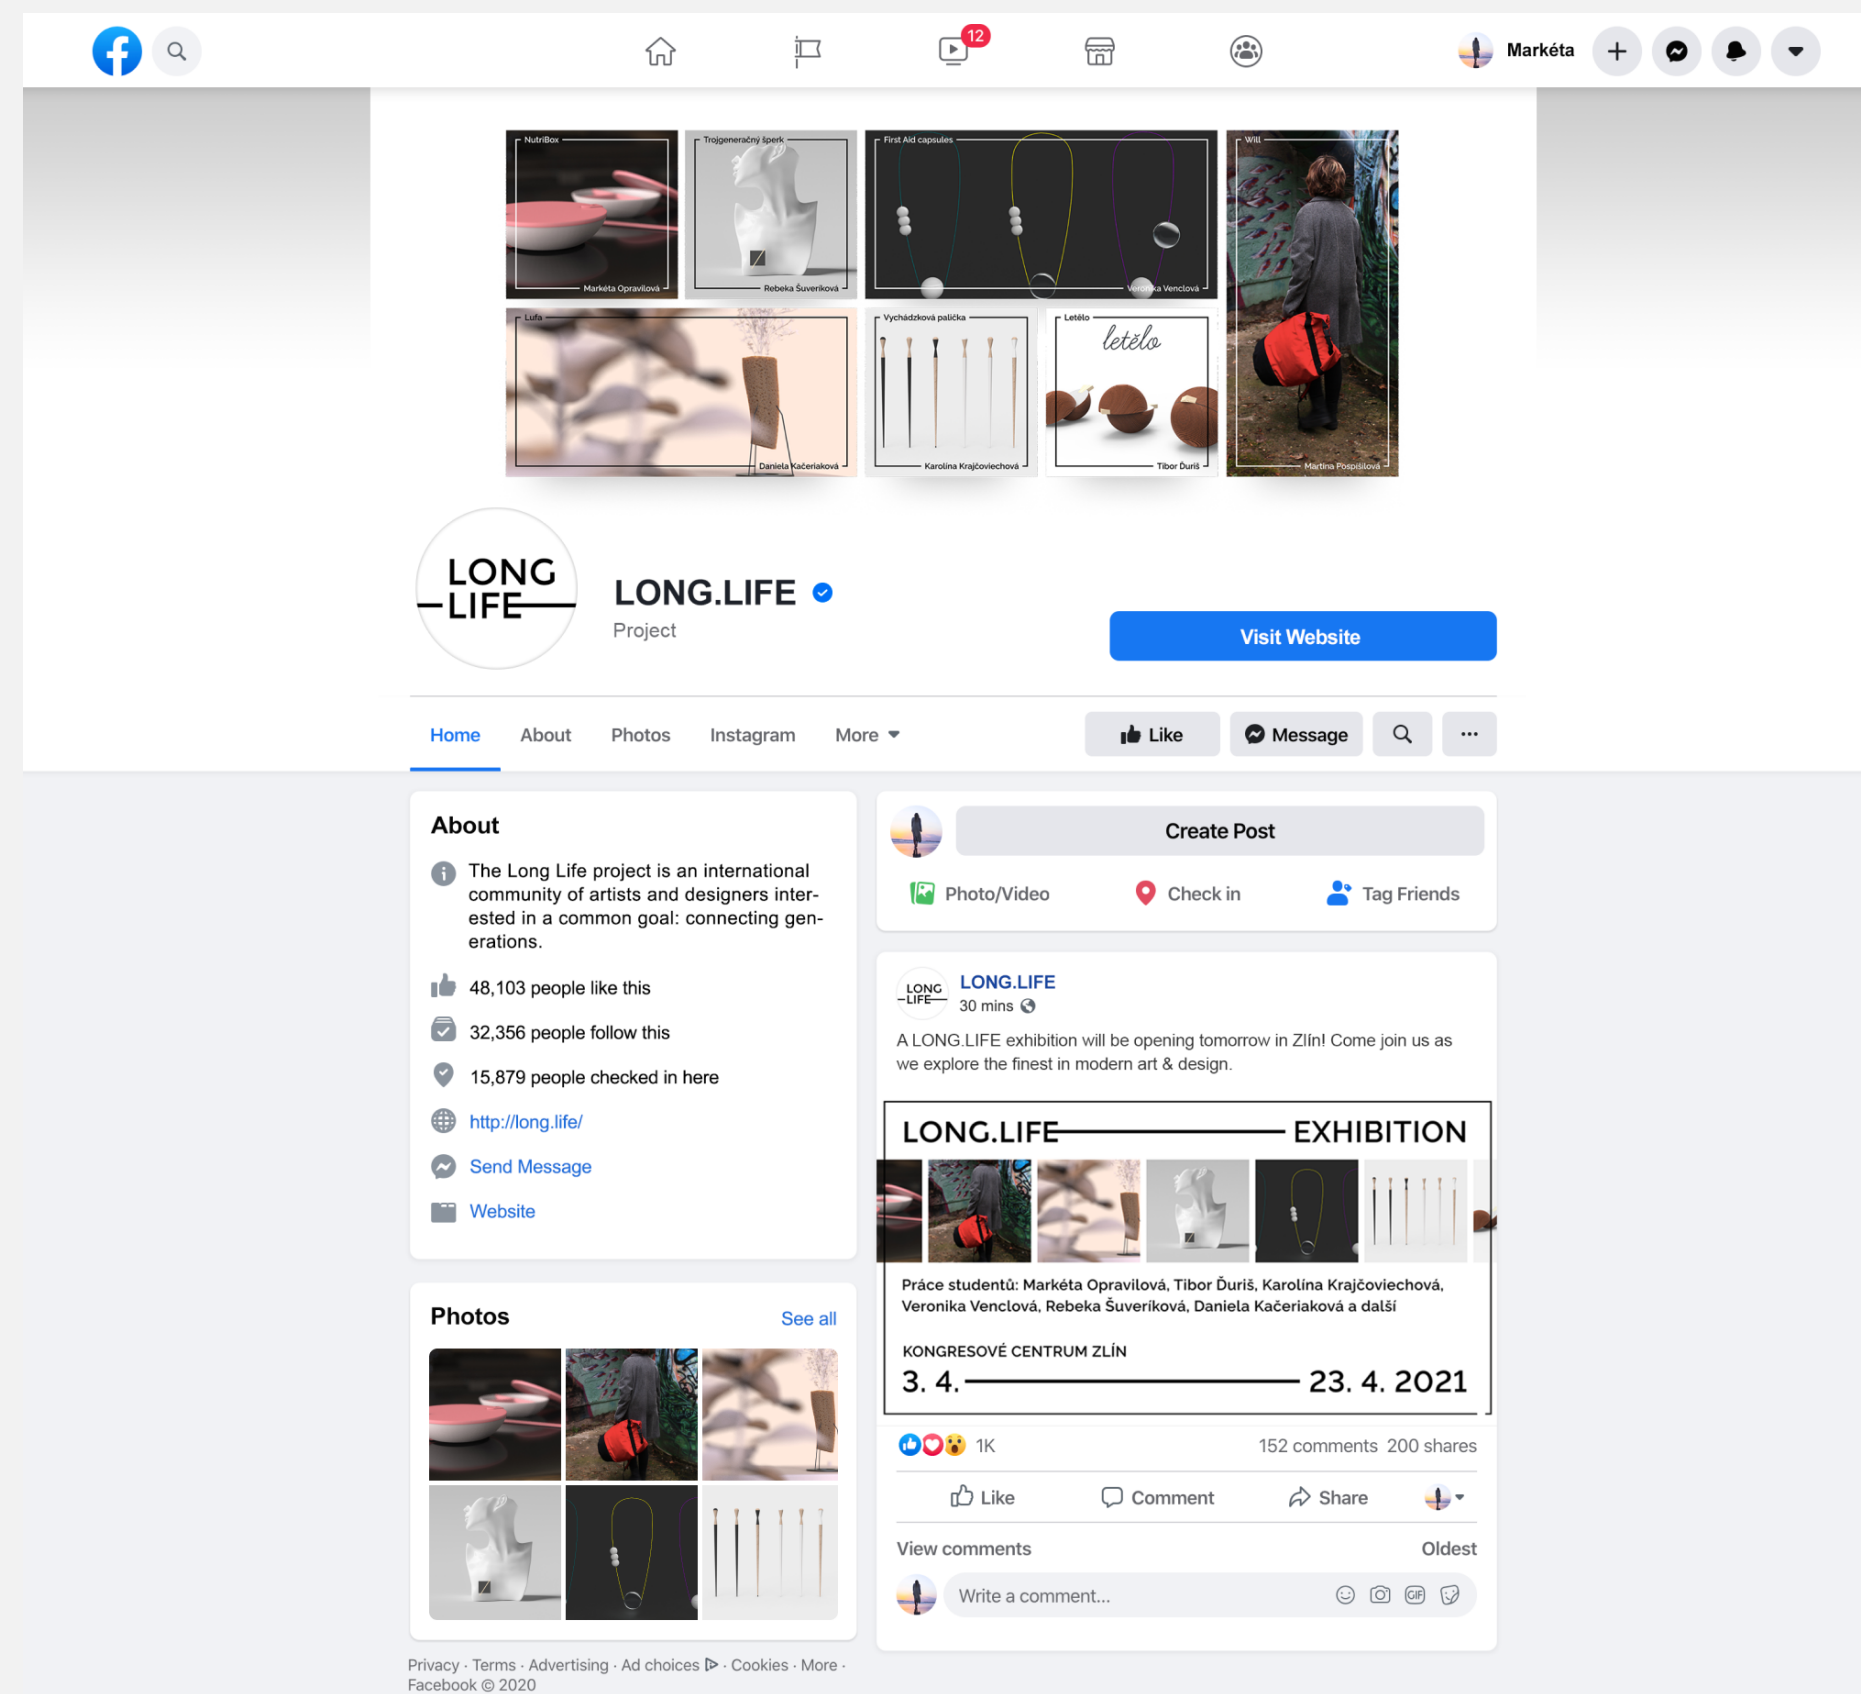 12
Markéta
NutriBox
Markéta Opravilová
Trojgeneračný šperk
Rebeka Šuveríková
First Aid capsules
Veronika Venclová
Will
Martina Pospíšilová
Lufa
Daniela Kačeriaková
Vychádzková palička
Karolína Krajčoviechová
Letělo
letělo
Tibor Ďuriš
LONG
LIFE
LONG.LIFE
Project
Visit Website
Home
About
Photos
Instagram
More
Like
Message
About
The Long Life project is an international
community of artists and designers inter-
ested in a common goal: connecting gen-
erations.
48,103 people like this
32,356 people follow this
15,879 people checked in here
http://long.life/
Send Message
Website
Photos
See all
Privacy · Terms · Advertising · Ad choices · Cookies · More ·
Facebook © 2020
Create Post
Photo/Video
Check in
Tag Friends
LONG
LIFE
LONG.LIFE
30 mins
A LONG.LIFE exhibition will be opening tomorrow in Zlín! Come join us as
we explore the finest in modern art & design.
LONG.LIFE EXHIBITION
Práce studentů: Markéta Opravilová, Tibor Ďuriš, Karolína Krajčoviechová,
Veronika Venclová, Rebeka Šuveríková, Daniela Kačeriaková a další
KONGRESOVÉ CENTRUM ZLÍN
3. 4. 23. 4. 2021
1K
152 comments 200 shares
Like
Comment
Share
View comments
Oldest
Write a comment...
GIF